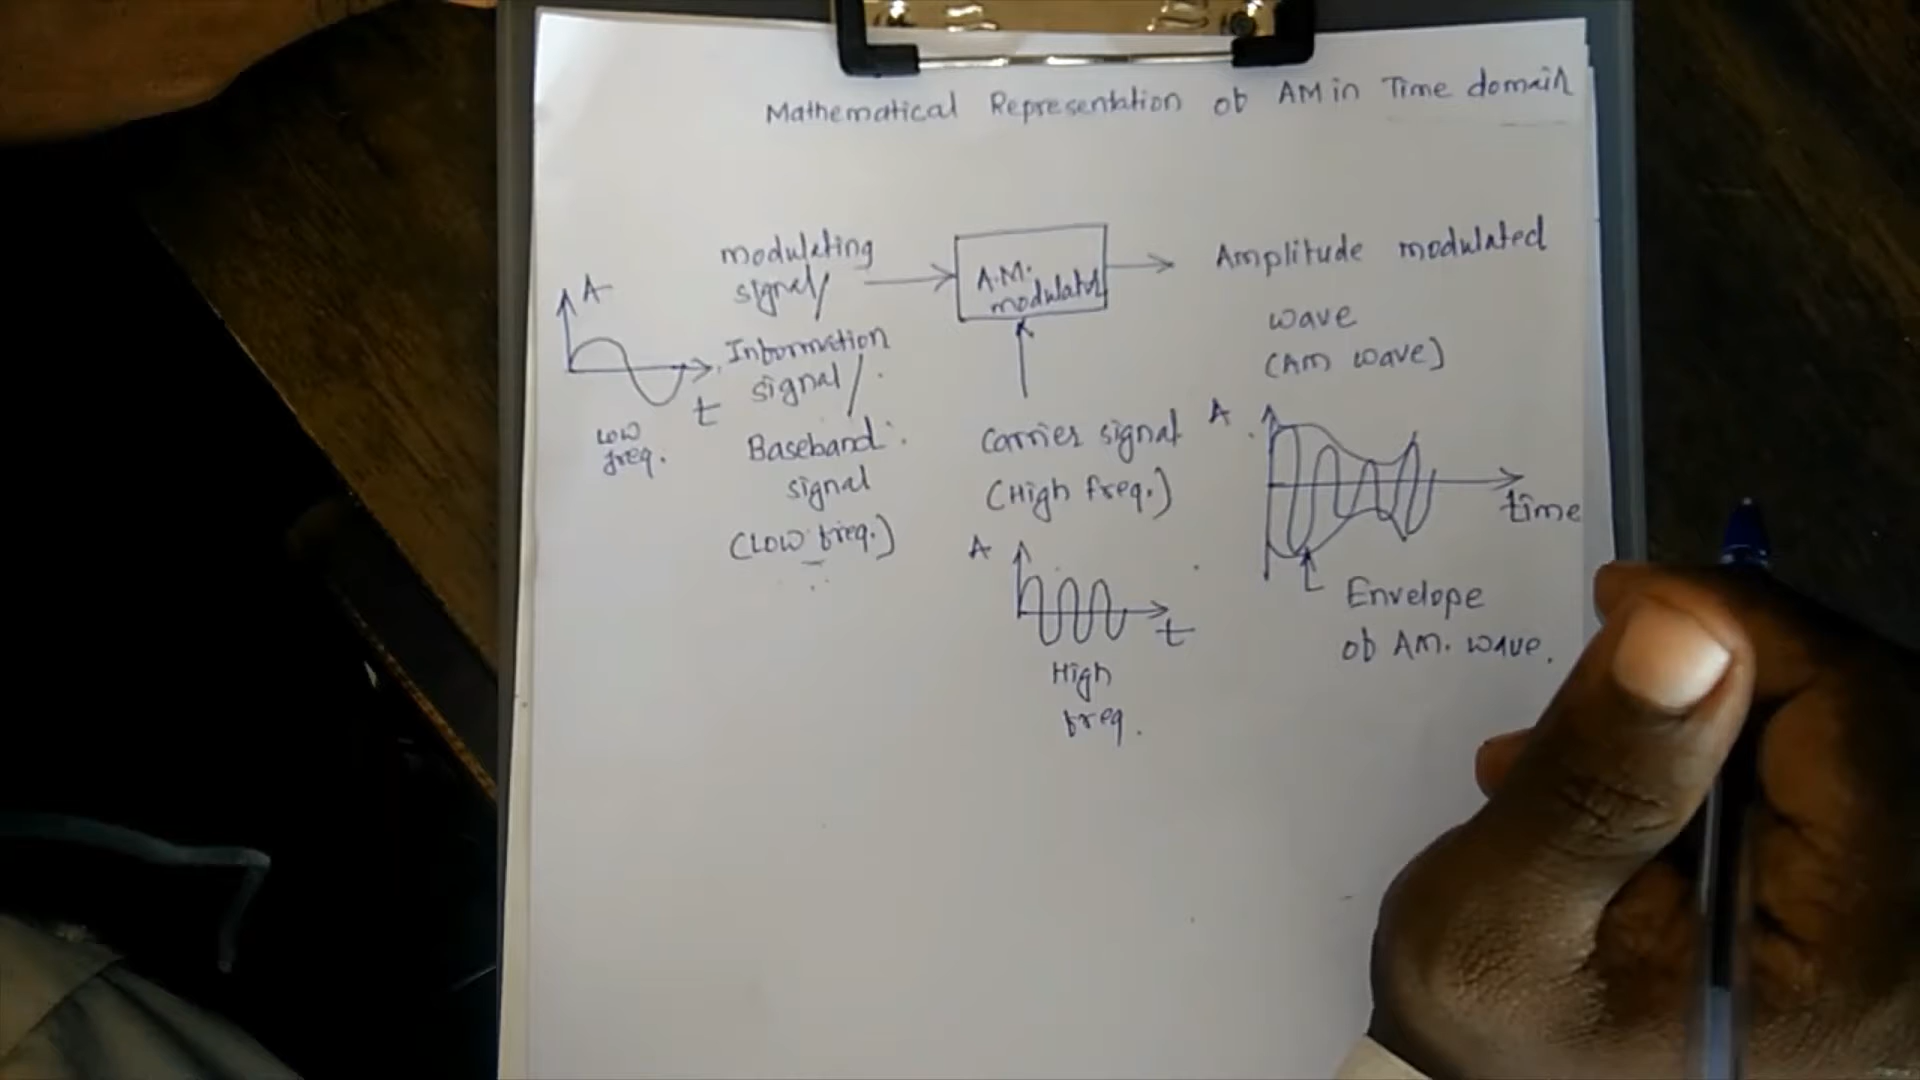 Mathematical Representation of AM in Time domain
modulating
signal/
Information
signal/
Baseband
signal
(Low freq.)
A
t
Low
freq.
A.M.
modulator
Carrier signal
(High freq.)
A
t
High
freq.
Amplitude modulated
wave
(AM wave)
A
time
Envelope
of AM. wave.